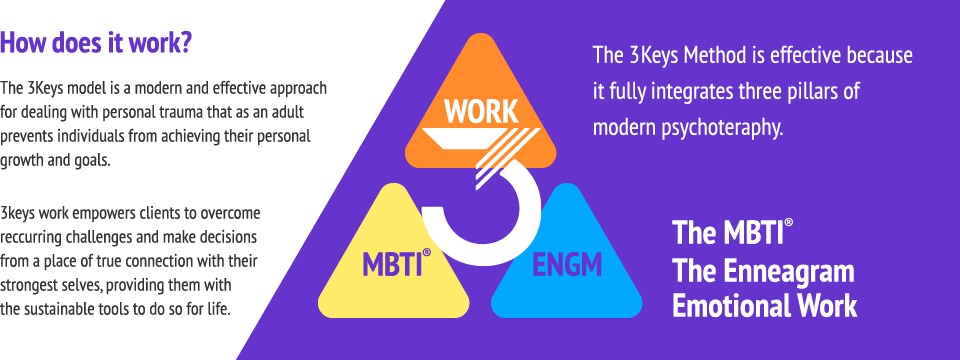 How does it work?
The 3Keys model is a modern and effective approach
for dealing with personal trauma that as an adult
prevents individuals from achieving their personal
growth and goals.
3keys work empowers clients to overcome
reccurring challenges and make decisions
from a place of true connection with their
strongest selves, providing them with
the sustainable tools to do so for life.
WORK
3
MBTI®
ENGM
The 3Keys Method is effective because
it fully integrates three pillars of
modern psychoteraphy.
The MBTI®
The Enneagram
Emotional Work